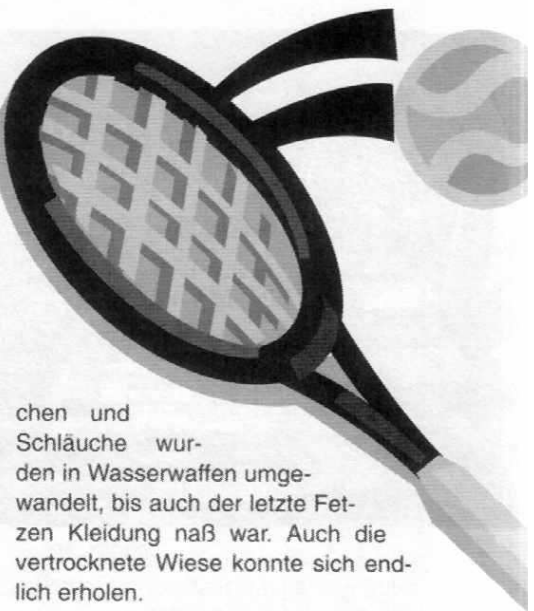 chen und
Schläuche wur-
den in Wasserwaffen umge-
wandelt, bis auch der letzte Fet-
zen Kleidung naß war. Auch die
vertrocknete Wiese konnte sich end-
lich erholen.